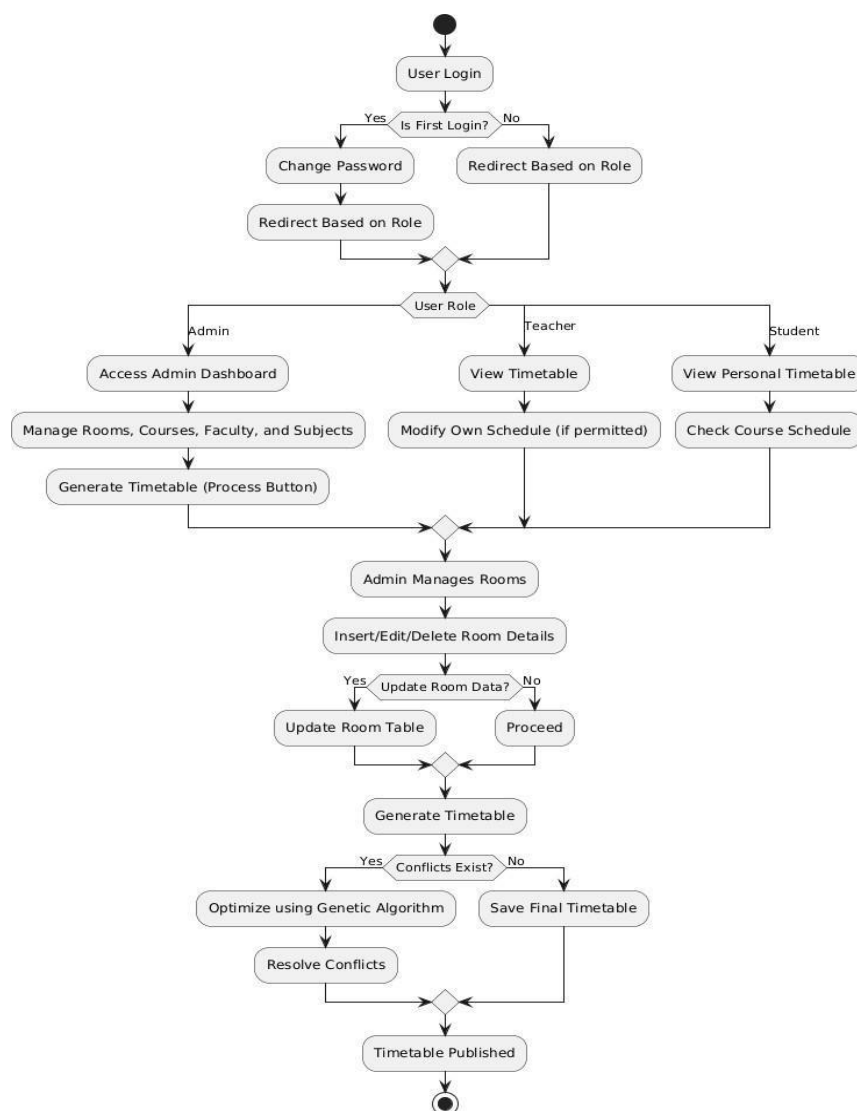 User Login
Yes
Is First Login?
No
Change Password
Redirect Based on Role
Redirect Based on Role
User Role
Admin
Teacher
Student
Access Admin Dashboard
View Timetable
View Personal Timetable
Manage Rooms, Courses, Faculty, and Subjects
Modify Own Schedule (if permitted)
Check Course Schedule
Generate Timetable (Process Button)
Admin Manages Rooms
Insert/Edit/Delete Room Details
Yes
Update Room Data?
No
Update Room Table
Proceed
Generate Timetable
Yes
Conflicts Exist?
No
Optimize using Genetic Algorithm
Save Final Timetable
Resolve Conflicts
Timetable Published